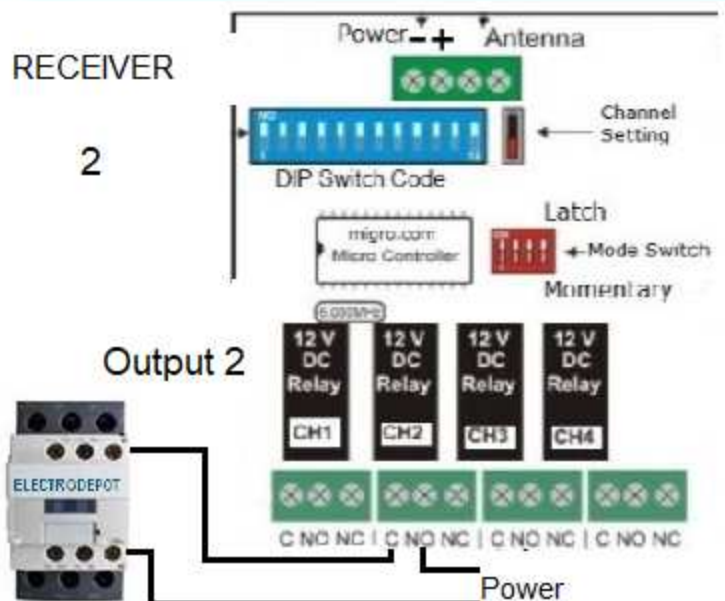 Power - + Antenna
RECEIVER
2
Channel
Setting
DIP Switch Code
Latch
migro.com
Micro Controller
Mode Switch
Momentary
Output 2
12 V DC Relay CH1
12 V DC Relay CH2
12 V DC Relay CH3
12 V DC Relay CH4
ELECTRODEPOT
C NO NC | C NO NC | C NO NC | C NO NC
Power